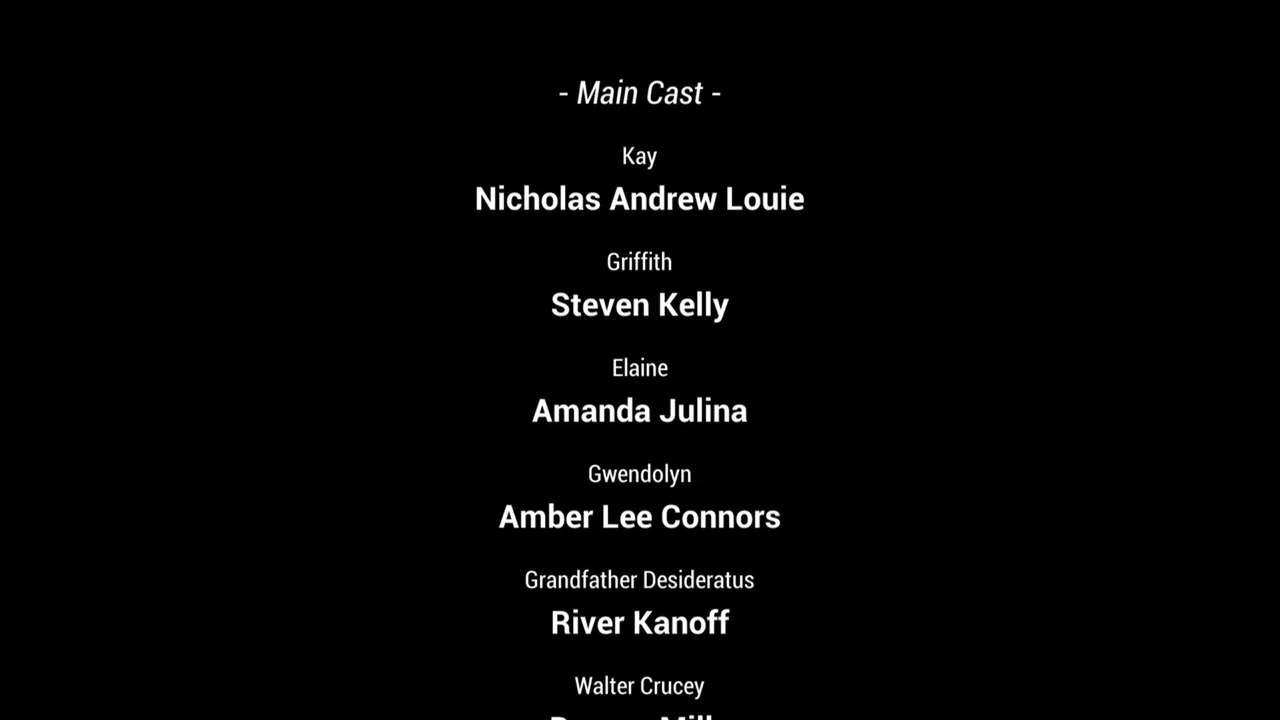 - Main Cast -
Kay
Nicholas Andrew Louie
Griffith
Steven Kelly
Elaine
Amanda Julina
Gwendolyn
Amber Lee Connors
Grandfather Desideratus
River Kanoff
Walter Crucey